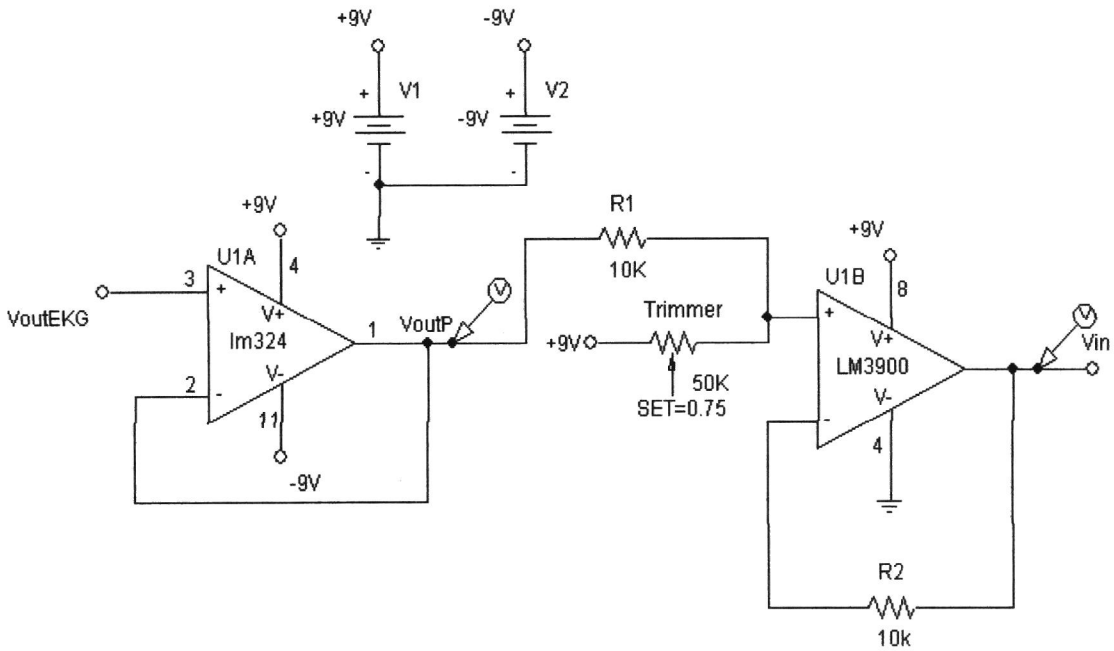 +9V
-9V
+
V1
+
V2
+9V
-9V
-
-
+9V
R1
+9V
U1A
4
10K
U1B
8
3
+
V+
VoutEKG
lm324
1
VoutP
V
Trimmer
+
V+
V
Vin
+9V
LM3900
2
-
V-
50K
SET=0.75
V-
-
11
4
-9V
R2
10k